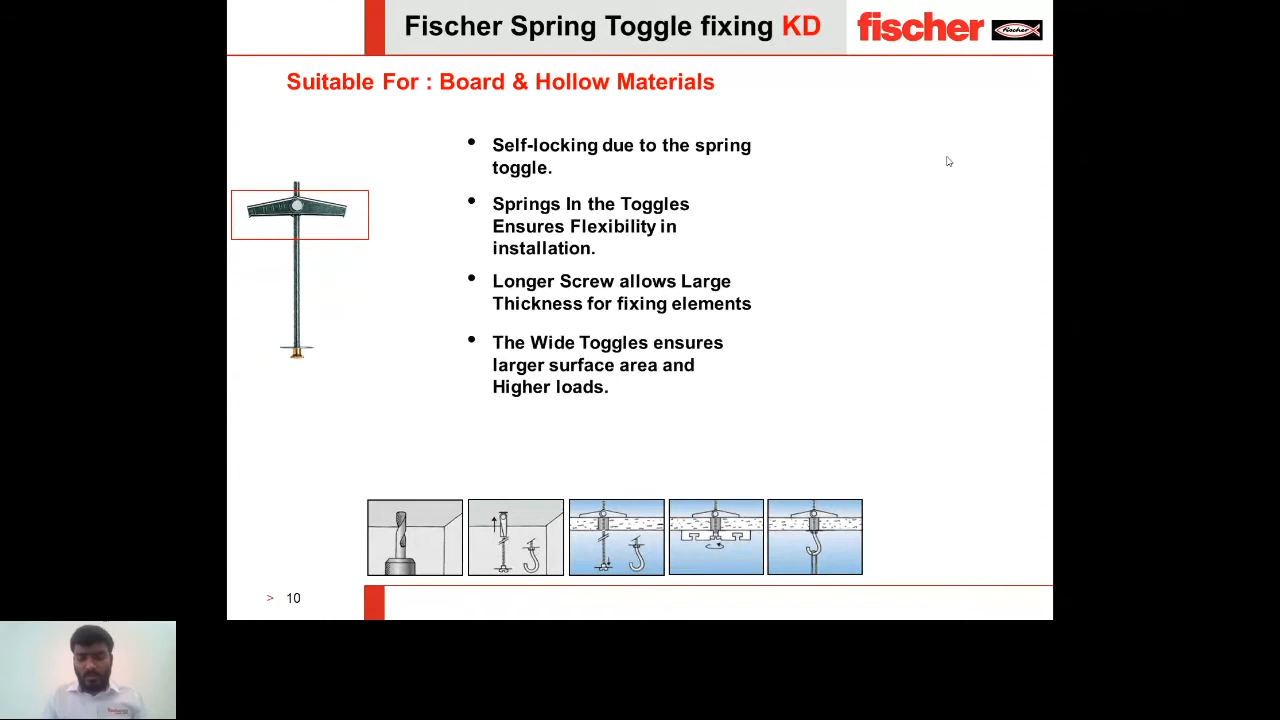 Fischer Spring Toggle fixing KD
fischer
fischer
Suitable For : Board & Hollow Materials
• Self-locking due to the spring
toggle.
• Springs In the Toggles
Ensures Flexibility in
installation.
• Longer Screw allows Large
Thickness for fixing elements
• The Wide Toggles ensures
larger surface area and
Higher loads.
> 10